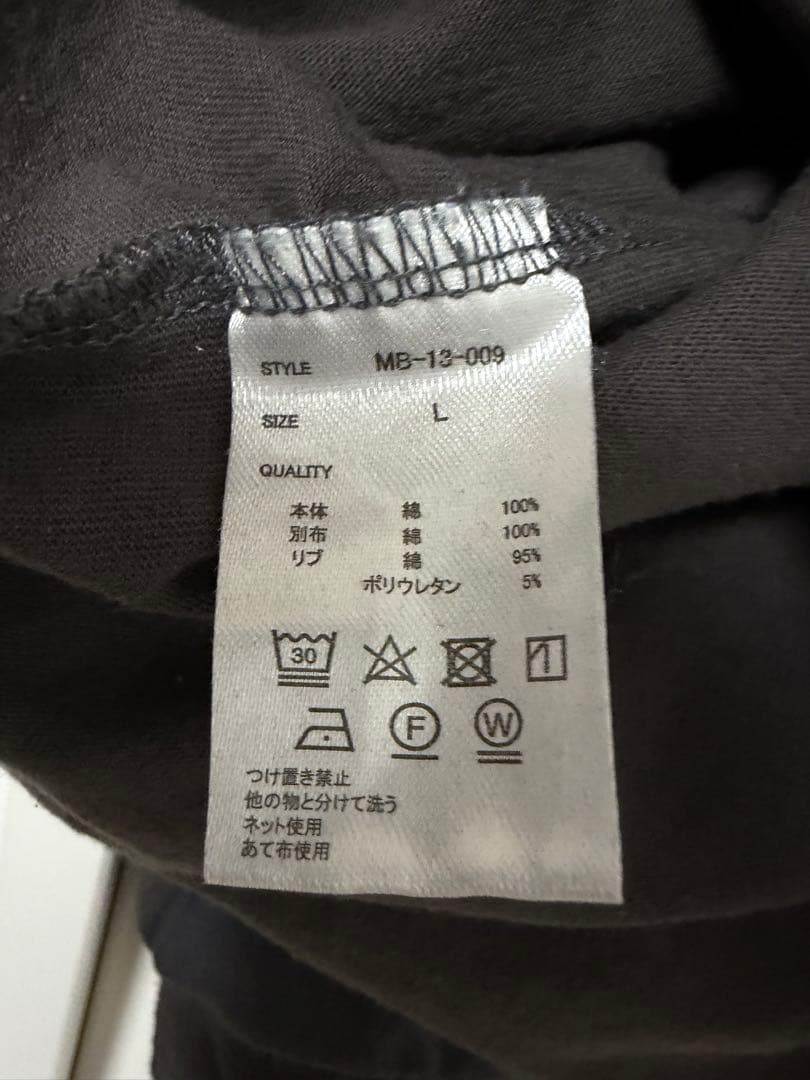 STYLE MB-13-009
SIZE L
QUALITY
本体 綿 100%
別布 綿 100%
リブ 綿 95%
ポリウレタン 5%
30
F W
つけ置き禁止
他の物と分けて洗う
ネット使用
あて布使用